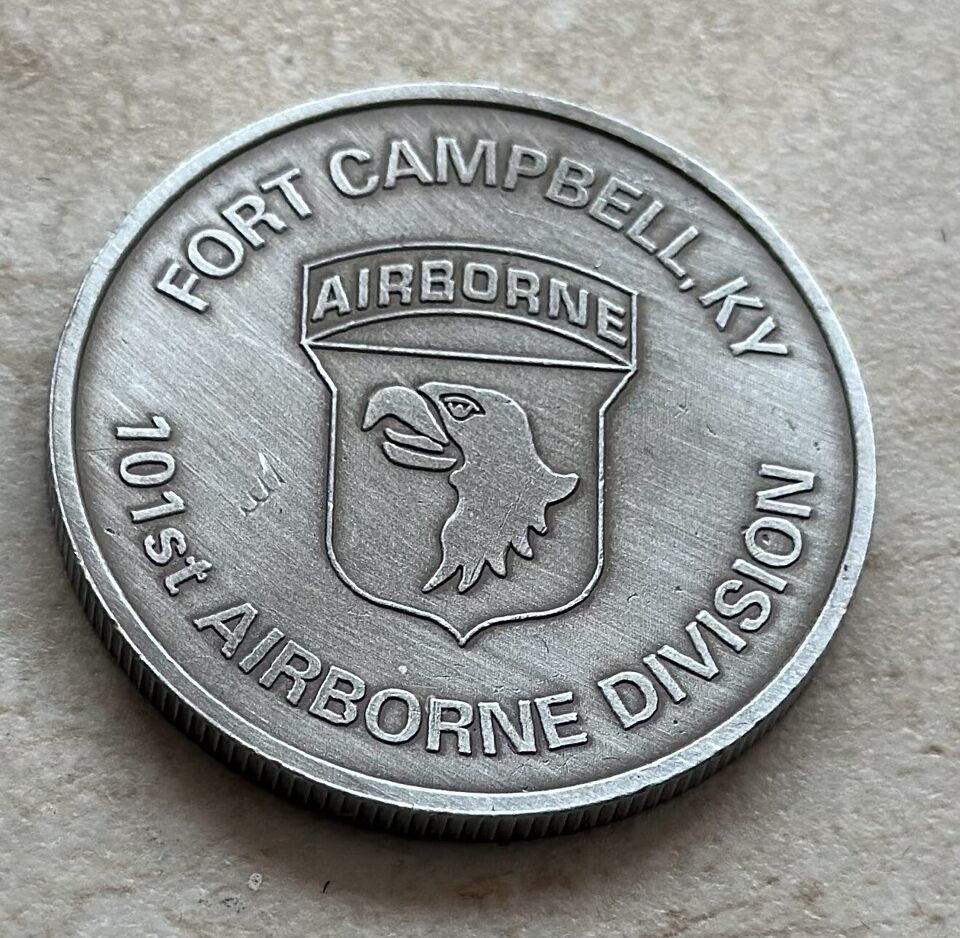 FORT CAMPBELL, KY
AIRBORNE
101st AIRBORNE DIVISION